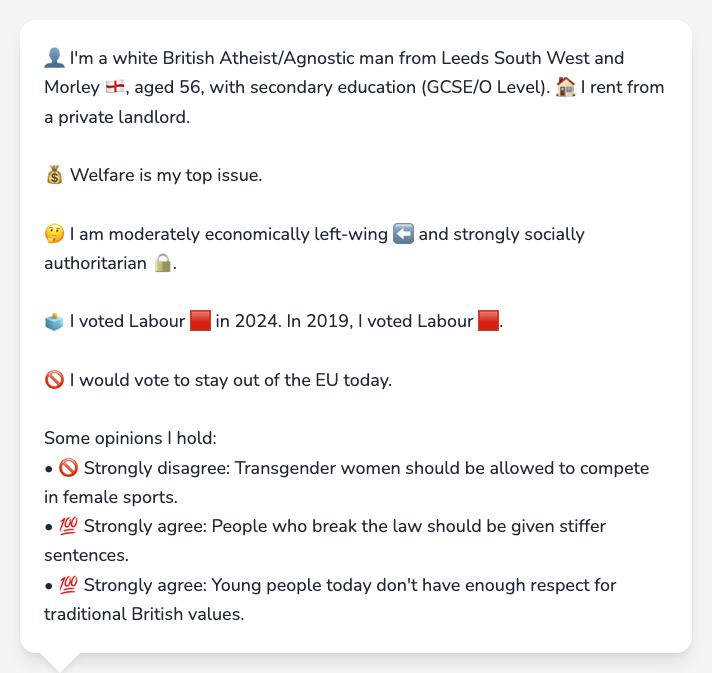 👤 I'm a white British Atheist/Agnostic man from Leeds South West and
Morley 🏴󠁧󠁢󠁥󠁮󠁧󠁿, aged 56, with secondary education (GCSE/O Level). 🏠 I rent from
a private landlord.
💰 Welfare is my top issue.
🤔 I am moderately economically left-wing ⬅️ and strongly socially
authoritarian 🔒.
🗳️ I voted Labour 🟥 in 2024. In 2019, I voted Labour 🟥.
🚫 I would vote to stay out of the EU today.
Some opinions I hold:
• 🚫 Strongly disagree: Transgender women should be allowed to compete
in female sports.
• 💯 Strongly agree: People who break the law should be given stiffer
sentences.
• 💯 Strongly agree: Young people today don't have enough respect for
traditional British values.